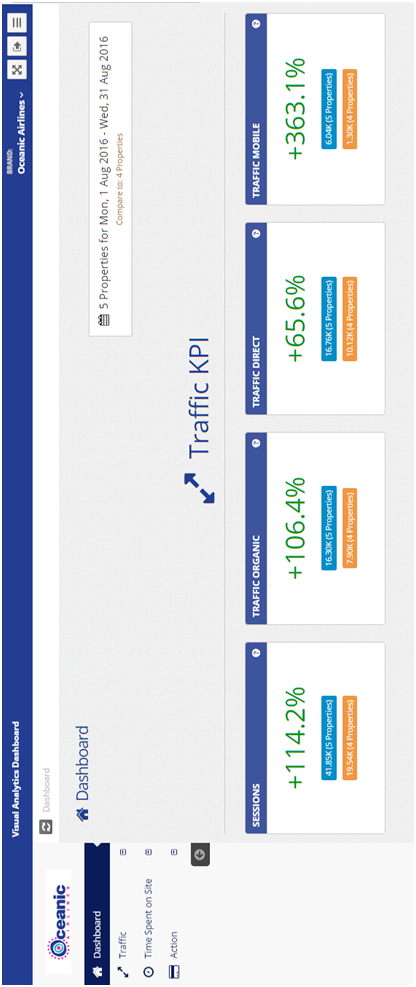 Visual Analytics Dashboard
BRAND:
Oceanic Airlines
Oceanic
AIRLINES
Dashboard
Dashboard
Traffic
Time Spent on Site
Action
Dashboard
5 Properties for Mon, 1 Aug 2016 - Wed, 31 Aug 2016
Compare to: 4 Properties
Traffic KPI
SESSIONS
+114.2%
41.85K (5 Properties)
19.54K (4 Properties)
TRAFFIC ORGANIC
+106.4%
16.30K (5 Properties)
7.90K (4 Properties)
TRAFFIC DIRECT
+65.6%
16.76K (5 Properties)
10.12K (4 Properties)
TRAFFIC MOBILE
+363.1%
6.04K (5 Properties)
1.30K (4 Properties)